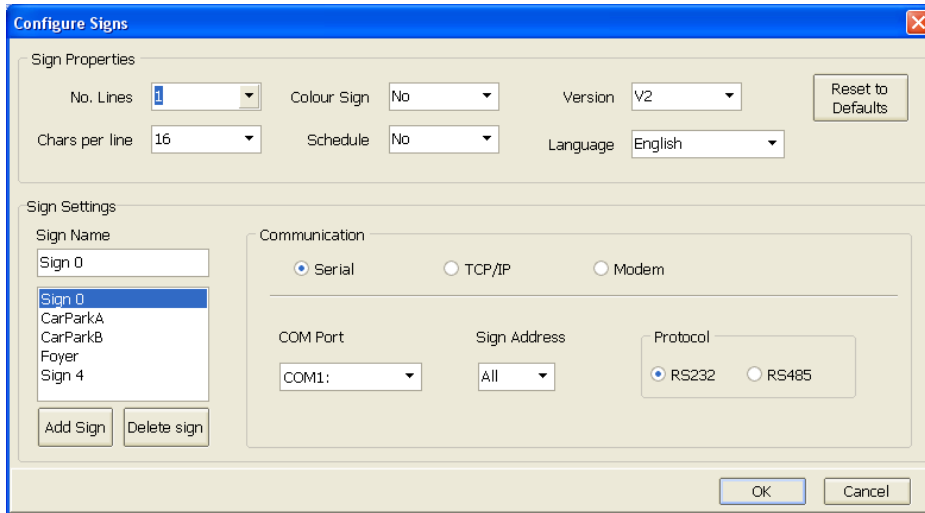 Configure Signs
Sign Properties
No. Lines 1 Colour Sign No Version V2 Reset to
Defaults
Chars per line 16 Schedule No Language English
Sign Settings
Sign Name
Sign 0
Sign 0
CarParkA
CarParkB
Foyer
Sign 4
Add Sign Delete sign
Communication
Serial TCP/IP Modem
COM Port Sign Address Protocol
COM1: All RS232 RS485
OK Cancel